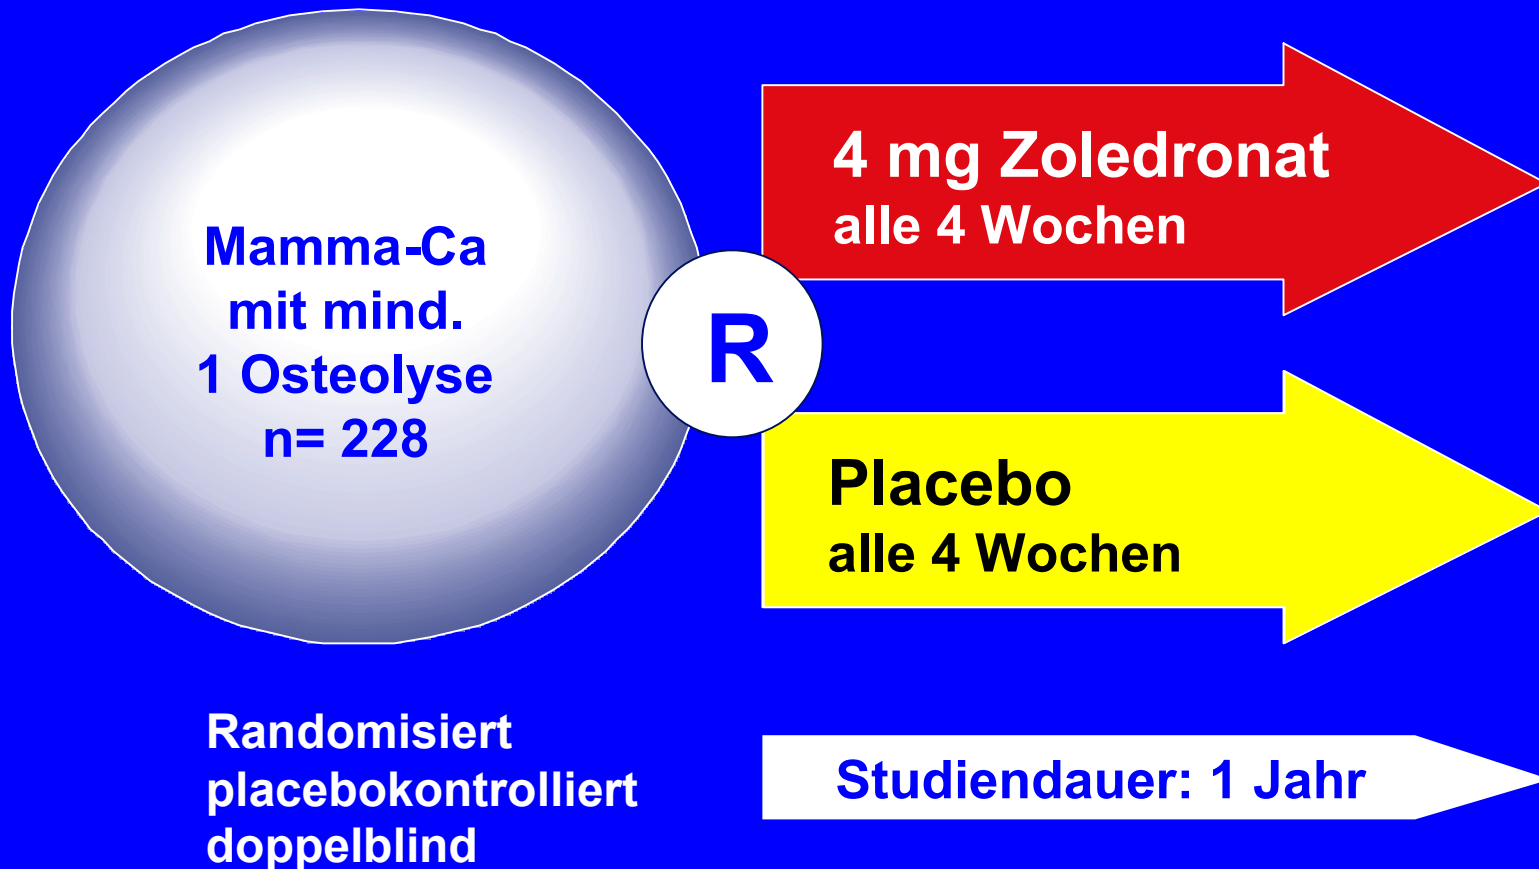 Mamma-Ca
mit mind.
1 Osteolyse
n= 228
R
4 mg Zoledronat
alle 4 Wochen
Placebo
alle 4 Wochen
Randomisiert
placebokontrolliert
doppelblind
Studiendauer: 1 Jahr